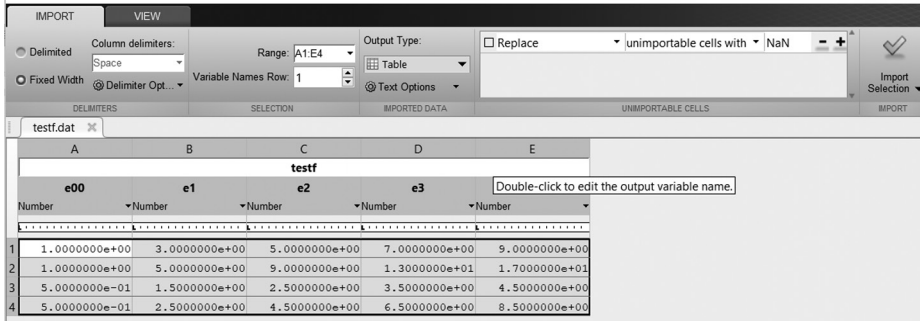 IMPORT VIEW
Delimited
Fixed Width
Column delimiters:
Space
Delimiter Opt...
DELIMITERS
Range: A1:E4
Variable Names Row: 1
SELECTION
Output Type:
Table
Text Options
IMPORTED DATA
Replace unimportable cells with NaN
UNIMPORTABLE CELLS
Import
Selection
IMPORT
testf.dat
A B C D E
testf
e00 e1 e2 e3
Double-click to edit the output variable name.
Number Number Number Number Number
1 1.0000000e+00 3.0000000e+00 5.0000000e+00 7.0000000e+00 9.0000000e+00
2 1.0000000e+00 5.0000000e+00 9.0000000e+00 1.3000000e+01 1.7000000e+01
3 5.0000000e-01 1.5000000e+00 2.5000000e+00 3.5000000e+00 4.5000000e+00
4 5.0000000e-01 2.5000000e+00 4.5000000e+00 6.5000000e+00 8.5000000e+00